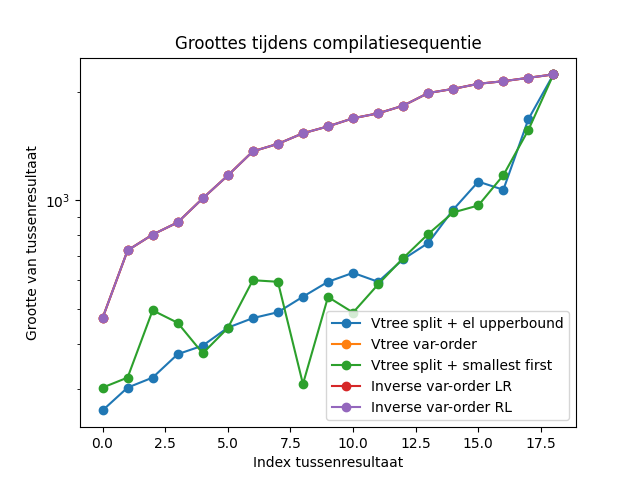 Groottes tijdens compilatiesequentie
Grootte van tussenresultaat
10³
Vtree split + el upperbound
Vtree var-order
Vtree split + smallest first
Inverse var-order LR
Inverse var-order RL
0.0 2.5 5.0 7.5 10.0 12.5 15.0 17.5
Index tussenresultaat